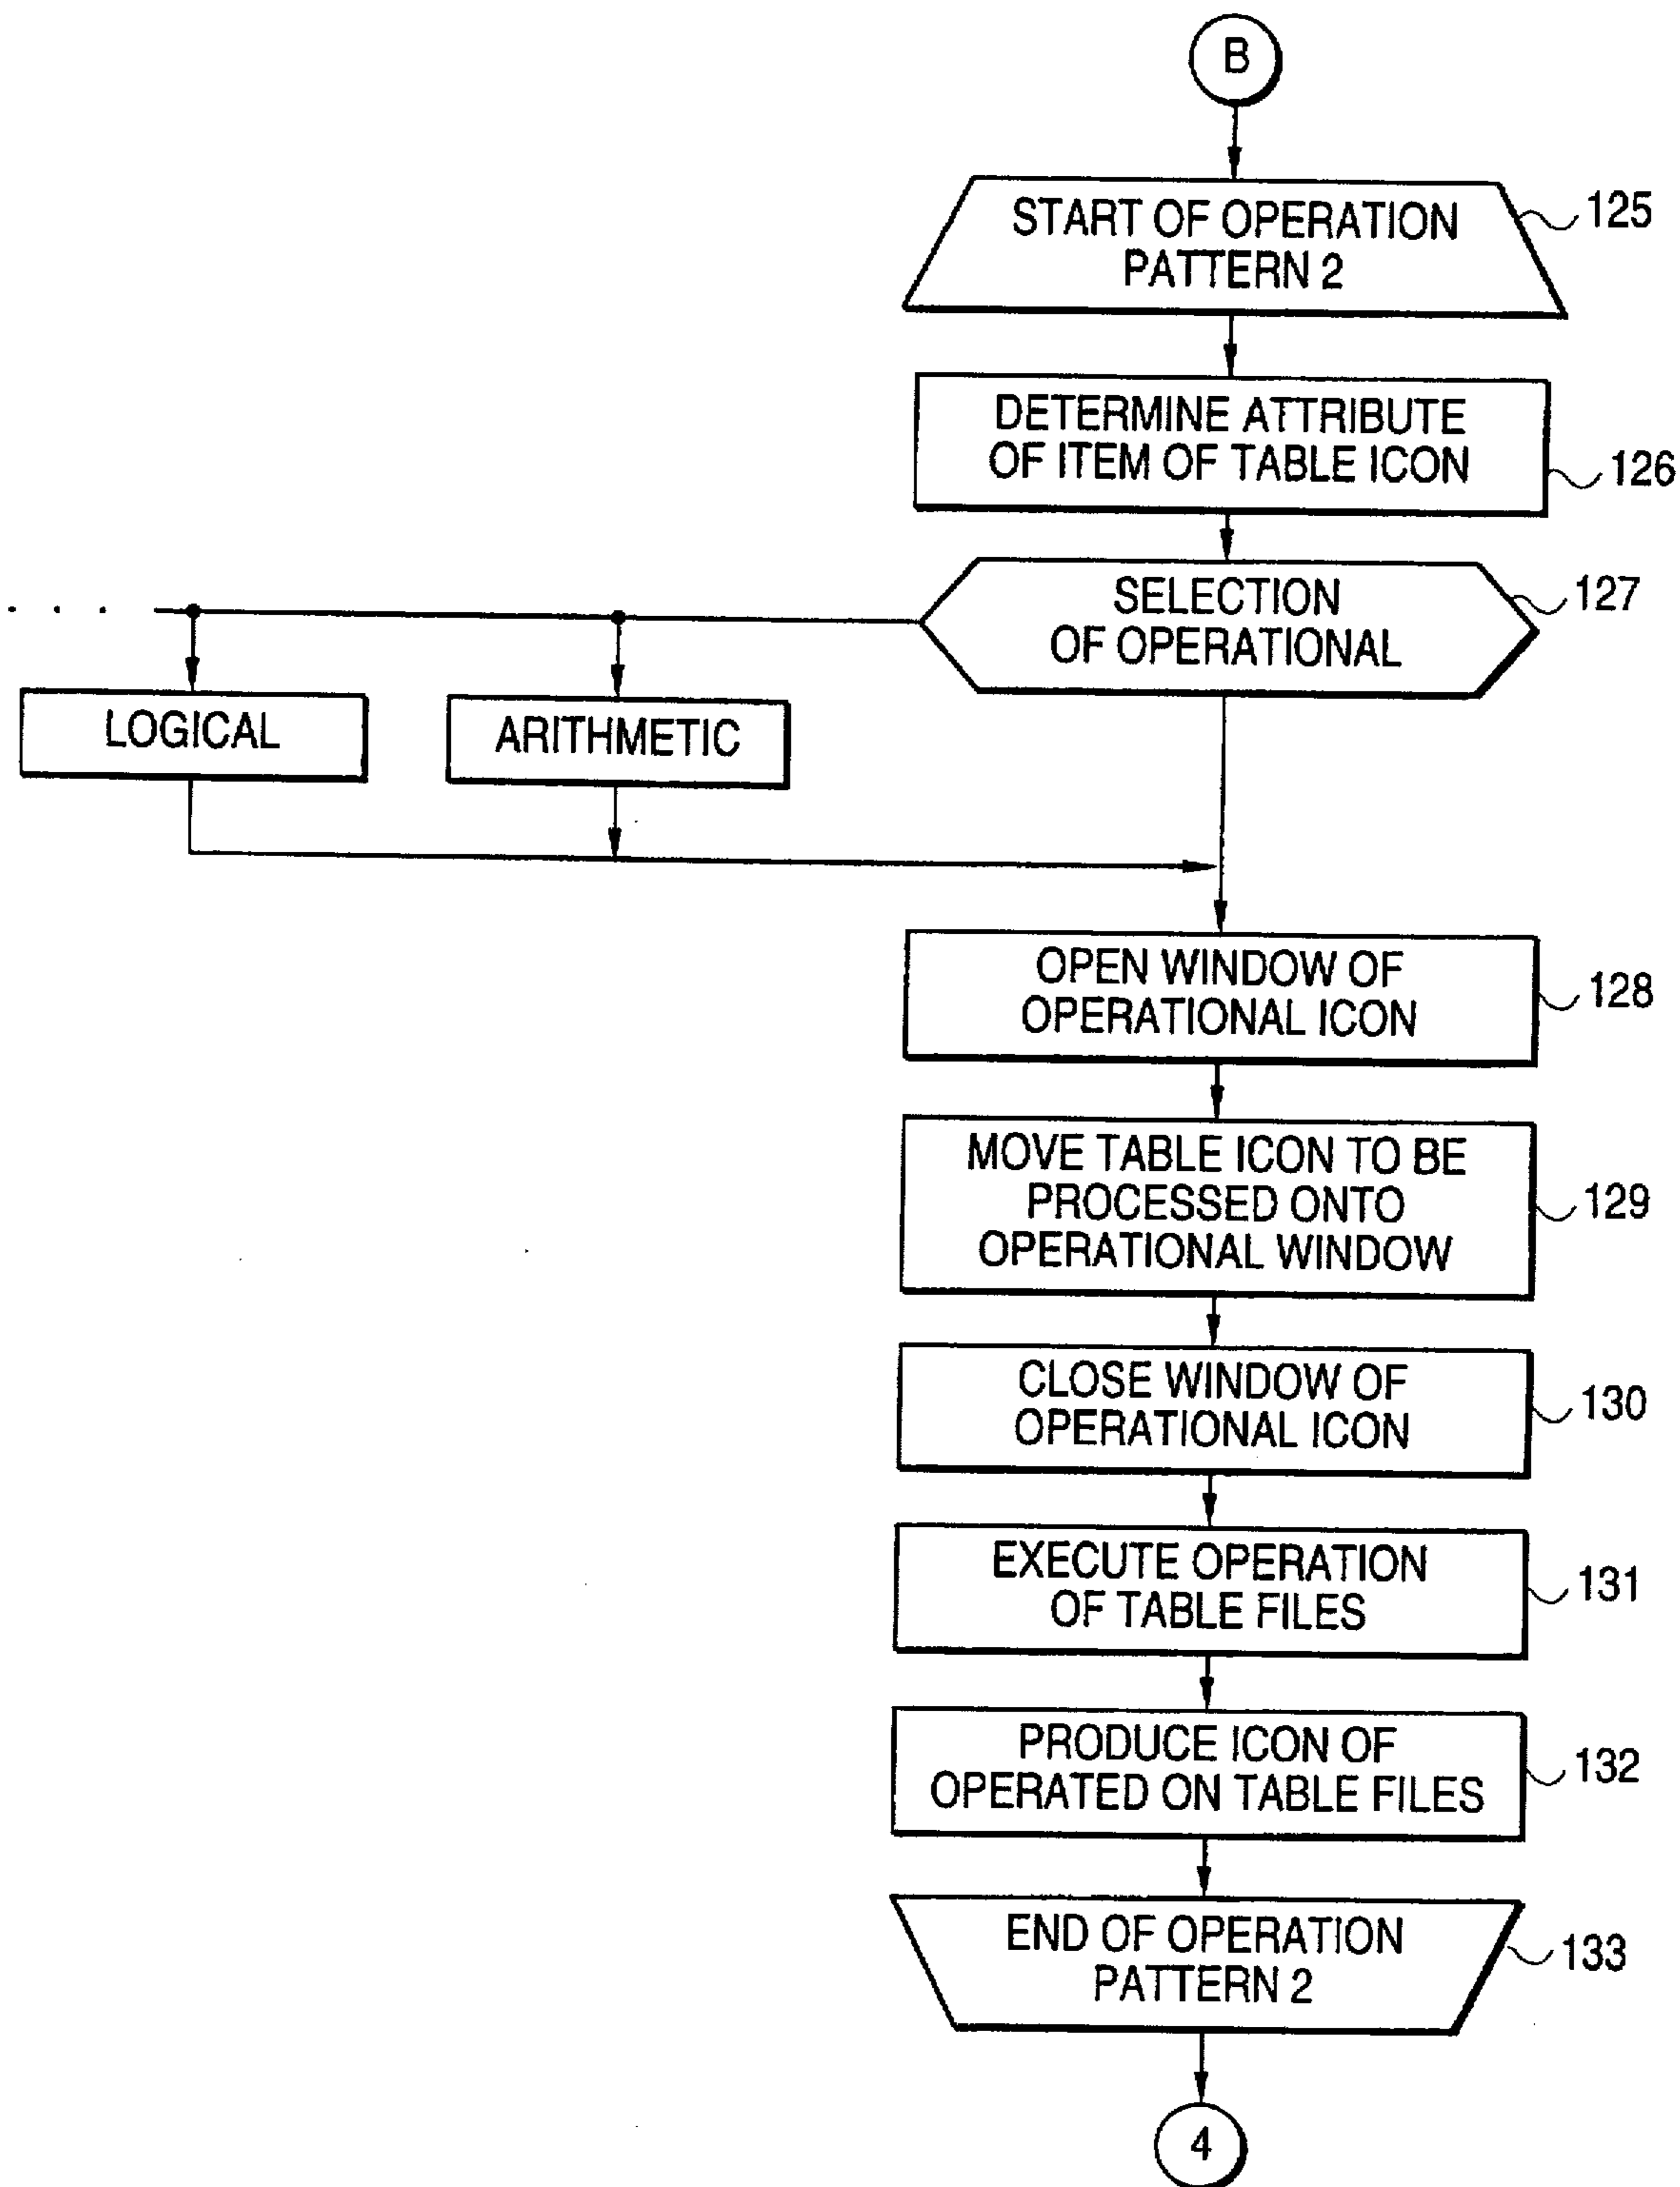 B
START OF OPERATION
PATTERN 2
125
DETERMINE ATTRIBUTE
OF ITEM OF TABLE ICON
126
SELECTION
OF OPERATIONAL
127
LOGICAL
ARITHMETIC
OPEN WINDOW OF
OPERATIONAL ICON
128
MOVE TABLE ICON TO BE
PROCESSED ONTO
OPERATIONAL WINDOW
129
CLOSE WINDOW OF
OPERATIONAL ICON
130
EXECUTE OPERATION
OF TABLE FILES
131
PRODUCE ICON OF
OPERATED ON TABLE FILES
132
END OF OPERATION
PATTERN 2
133
4